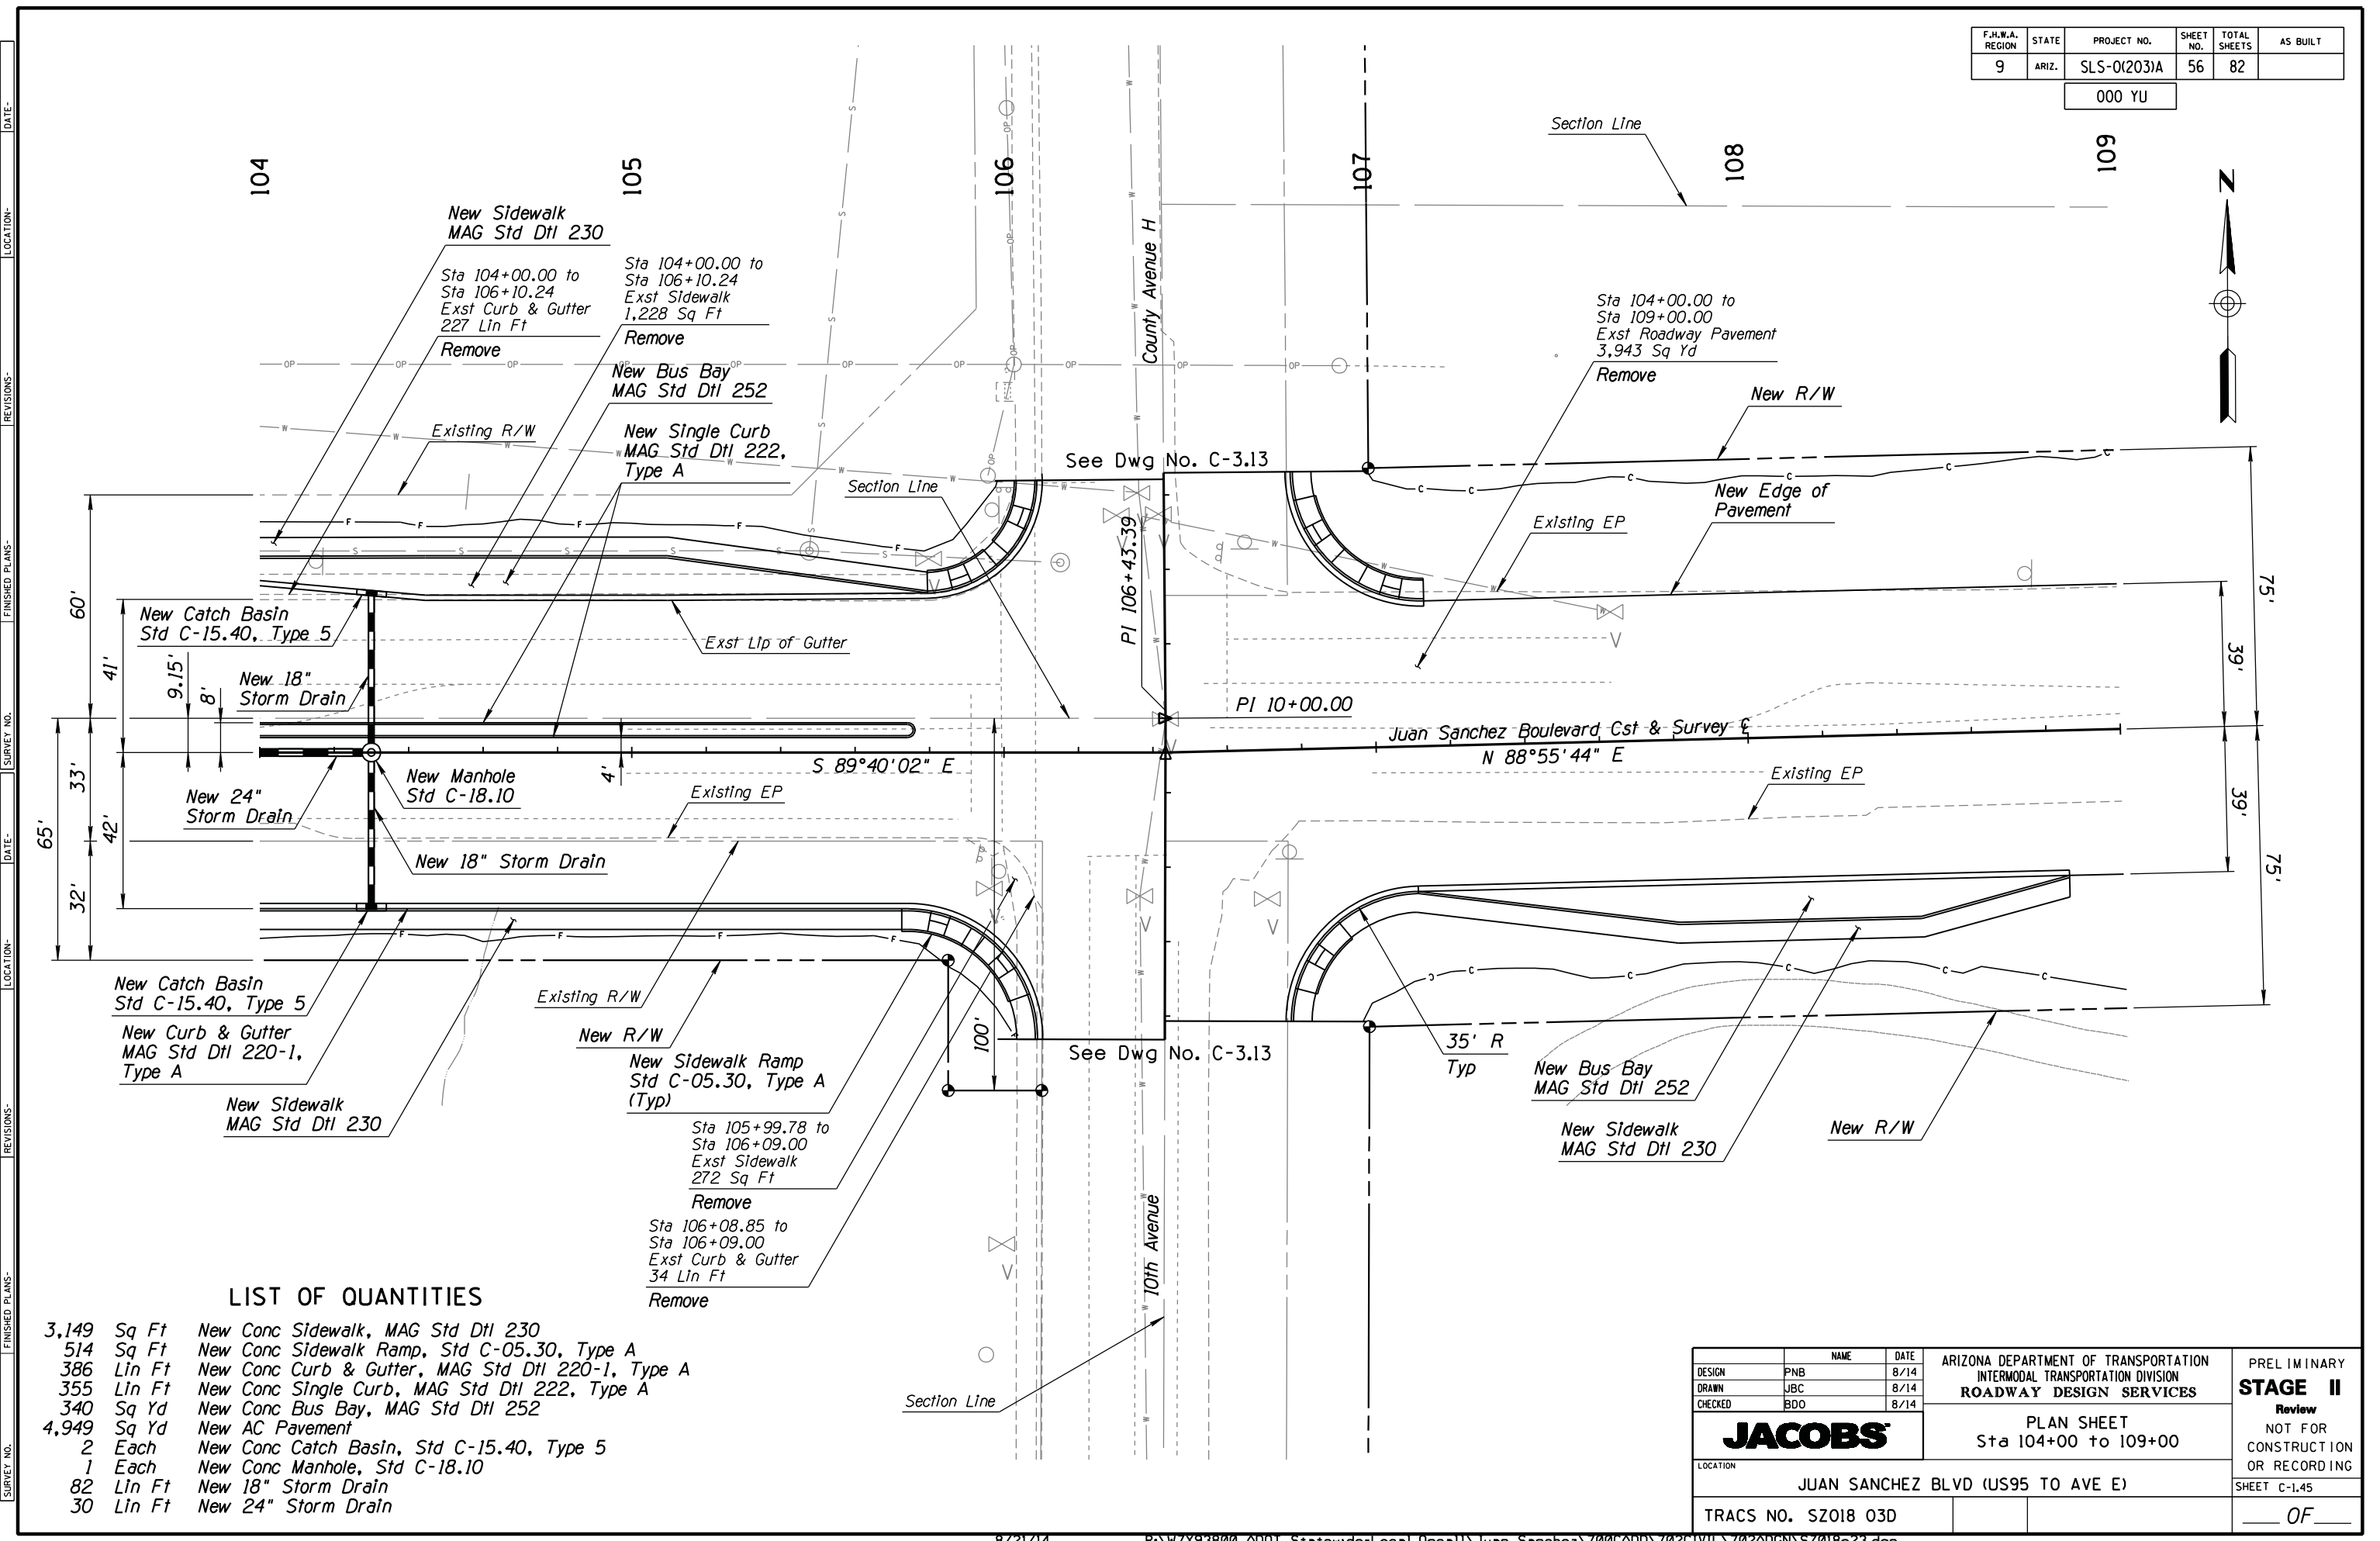 F.H.W.A. REGION STATE PROJECT NO. SHEET NO. TOTAL SHEETS AS BUILT
9 ARIZ. SLS-0(203)A 56 82
000 YU
104
105
106
107
108
109
N
Section Line
New Sidewalk
MAG Std Dtl 230
Sta 104+00.00 to
Sta 106+10.24
Exst Curb & Gutter
227 Lin Ft
Remove
Sta 104+00.00 to
Sta 106+10.24
Exst Sidewalk
1,228 Sq Ft
Remove
New Bus Bay
MAG Std Dtl 252
Existing R/W
New Single Curb
MAG Std Dtl 222,
Type A
Section Line
County Avenue H
See Dwg No. C-3.13
PI 106+43.39
Sta 104+00.00 to
Sta 109+00.00
Exst Roadway Pavement
3,943 Sq Yd
Remove
New R/W
New Edge of
Pavement
Existing EP
New Catch Basin
Std C-15.40, Type 5
Exst Lip of Gutter
New 18"
Storm Drain
60'
41'
9.15'
8'
33'
65'
42'
32'
4'
75'
39'
39'
75'
PI 10+00.00
Juan Sanchez Boulevard Cst & Survey ℄
N 88°55'44" E
S 89°40'02" E
New Manhole
Std C-18.10
New 24"
Storm Drain
Existing EP
Existing EP
New 18" Storm Drain
New Catch Basin
Std C-15.40, Type 5
New Curb & Gutter
MAG Std Dtl 220-1,
Type A
New Sidewalk
MAG Std Dtl 230
Existing R/W
New R/W
100'
See Dwg No. C-3.13
New Sidewalk Ramp
Std C-05.30, Type A
(Typ)
Sta 105+99.78 to
Sta 106+09.00
Exst Sidewalk
272 Sq Ft
Remove
Sta 106+08.85 to
Sta 106+09.00
Exst Curb & Gutter
34 Lin Ft
Remove
10th Avenue
Section Line
35' R
Typ
New Bus Bay
MAG Std Dtl 252
New Sidewalk
MAG Std Dtl 230
New R/W
LIST OF QUANTITIES
3,149 Sq Ft New Conc Sidewalk, MAG Std Dtl 230
514 Sq Ft New Conc Sidewalk Ramp, Std C-05.30, Type A
386 Lin Ft New Conc Curb & Gutter, MAG Std Dtl 220-1, Type A
355 Lin Ft New Conc Single Curb, MAG Std Dtl 222, Type A
340 Sq Yd New Conc Bus Bay, MAG Std Dtl 252
4,949 Sq Yd New AC Pavement
2 Each New Conc Catch Basin, Std C-15.40, Type 5
1 Each New Conc Manhole, Std C-18.10
82 Lin Ft New 18" Storm Drain
30 Lin Ft New 24" Storm Drain
NAME DATE
DESIGN PNB 8/14
DRAWN JBC 8/14
CHECKED BDO 8/14
JACOBS
ARIZONA DEPARTMENT OF TRANSPORTATION
INTERMODAL TRANSPORTATION DIVISION
ROADWAY DESIGN SERVICES
PLAN SHEET
Sta 104+00 to 109+00
LOCATION
JUAN SANCHEZ BLVD (US95 TO AVE E)
TRACS NO. SZ018 03D
PRELIMINARY
STAGE II
Review
NOT FOR
CONSTRUCTION
OR RECORDING
SHEET C-1.45
OF
DATE-
LOCATION-
REVISIONS-
FINISHED PLANS-
SURVEY NO.
DATE-
LOCATION-
REVISIONS-
FINISHED PLANS-
SURVEY NO.